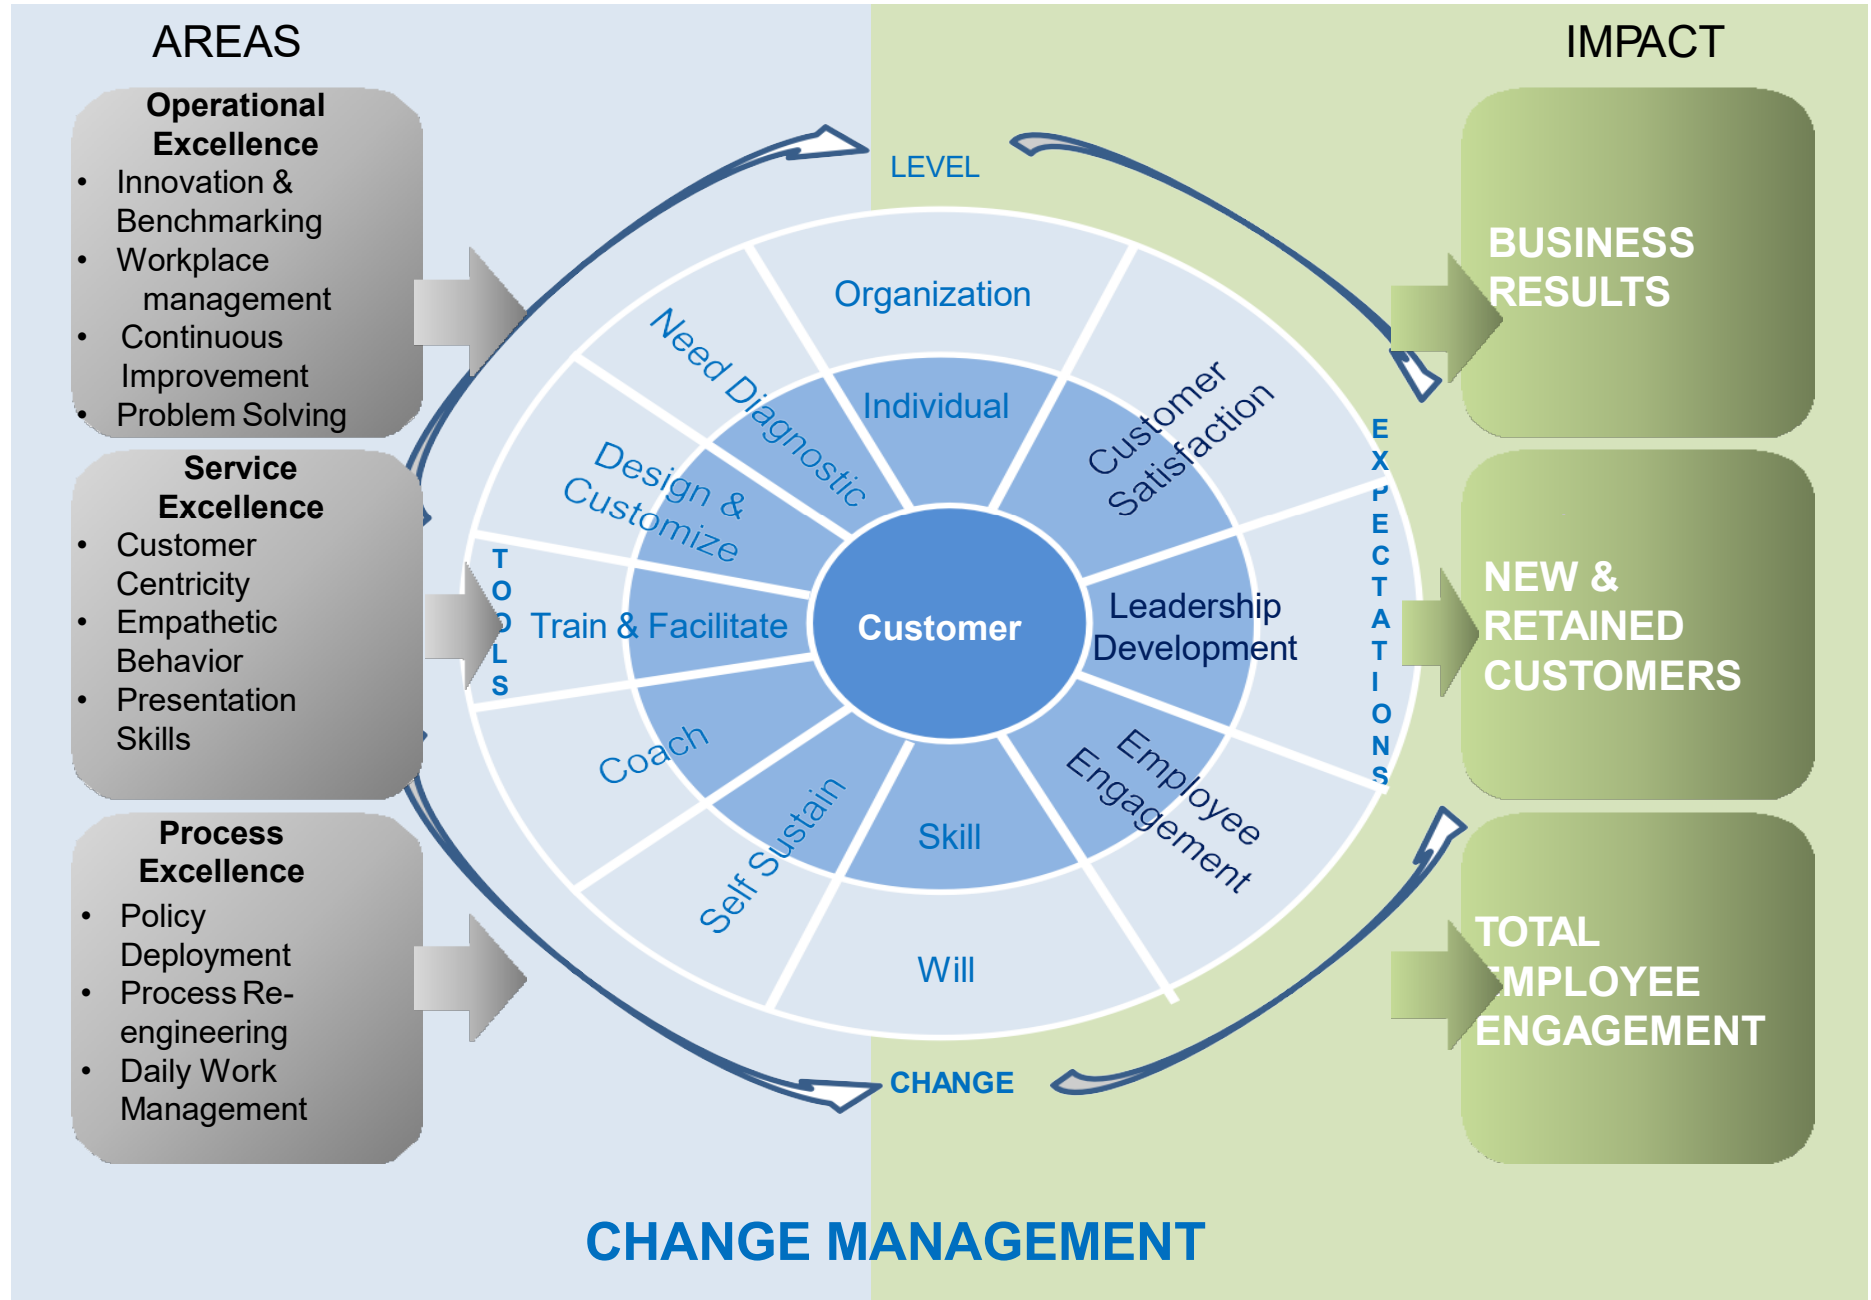 AREAS
IMPACT
Operational
Excellence
• Innovation &
Benchmarking
• Workplace
management
• Continuous
Improvement
• Problem Solving
Service
Excellence
• Customer
Centricity
• Empathetic
Behavior
• Presentation
Skills
Process
Excellence
• Policy
Deployment
• Process Re-
engineering
• Daily Work
Management
LEVEL
Organization
Individual
Need Diagnostic
Design &
Customize
TOOLS
Train & Facilitate
Coach
Self Sustain
Customer
Skill
Will
Customer
Satisfaction
Leadership
Development
Employee
Engagement
EXPECTATIONS
CHANGE
BUSINESS
RESULTS
NEW &
RETAINED
CUSTOMERS
TOTAL
EMPLOYEE
ENGAGEMENT
CHANGE MANAGEMENT